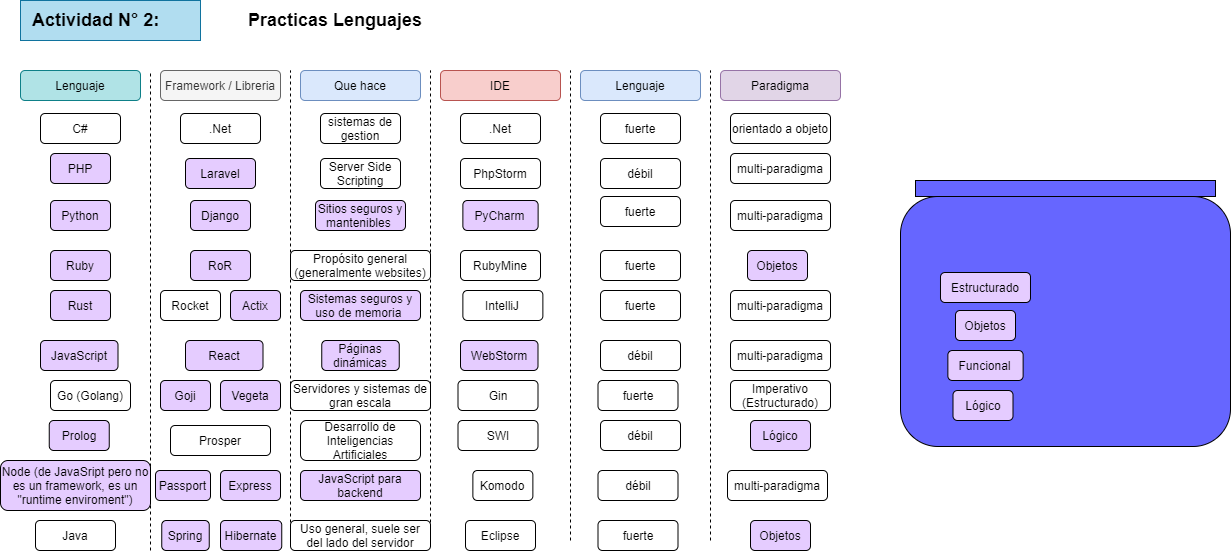 Actividad N° 2:
Practicas Lenguajes
Lenguaje
Framework / Libreria
Que hace
IDE
Lenguaje
Paradigma
C#
.Net
sistemas de
gestion
.Net
fuerte
orientado a objeto
PHP
Laravel
Server Side
Scripting
PhpStorm
débil
multi-paradigma
Python
Django
Sitios seguros y
mantenibles
PyCharm
fuerte
multi-paradigma
Ruby
RoR
Propósito general
(generalmente websites)
RubyMine
fuerte
Objetos
Rust
Rocket
Actix
Sistemas seguros y
uso de memoria
IntelliJ
fuerte
multi-paradigma
JavaScript
React
Páginas
dinámicas
WebStorm
débil
multi-paradigma
Go (Golang)
Goji
Vegeta
Servidores y sistemas de
gran escala
Gin
fuerte
Imperativo
(Estructurado)
Prolog
Prosper
Desarrollo de
Inteligencias
Artificiales
SWI
débil
Lógico
Node (de JavaSript pero no
es un framework, es un
"runtime enviroment")
Passport
Express
JavaScript para
backend
Komodo
débil
multi-paradigma
Java
Spring
Hibernate
Uso general, suele ser
del lado del servidor
Eclipse
fuerte
Objetos
Estructurado
Objetos
Funcional
Lógico